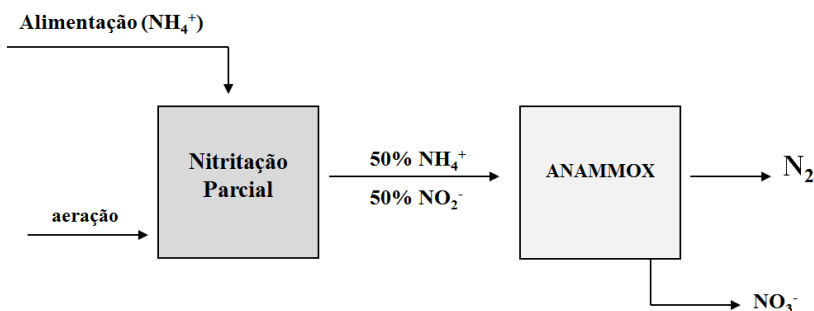 Alimentação (NH₄⁺)
Nitritação
Parcial
aeração
50% NH₄⁺
50% NO₂⁻
ANAMMOX
N₂
NO₃⁻